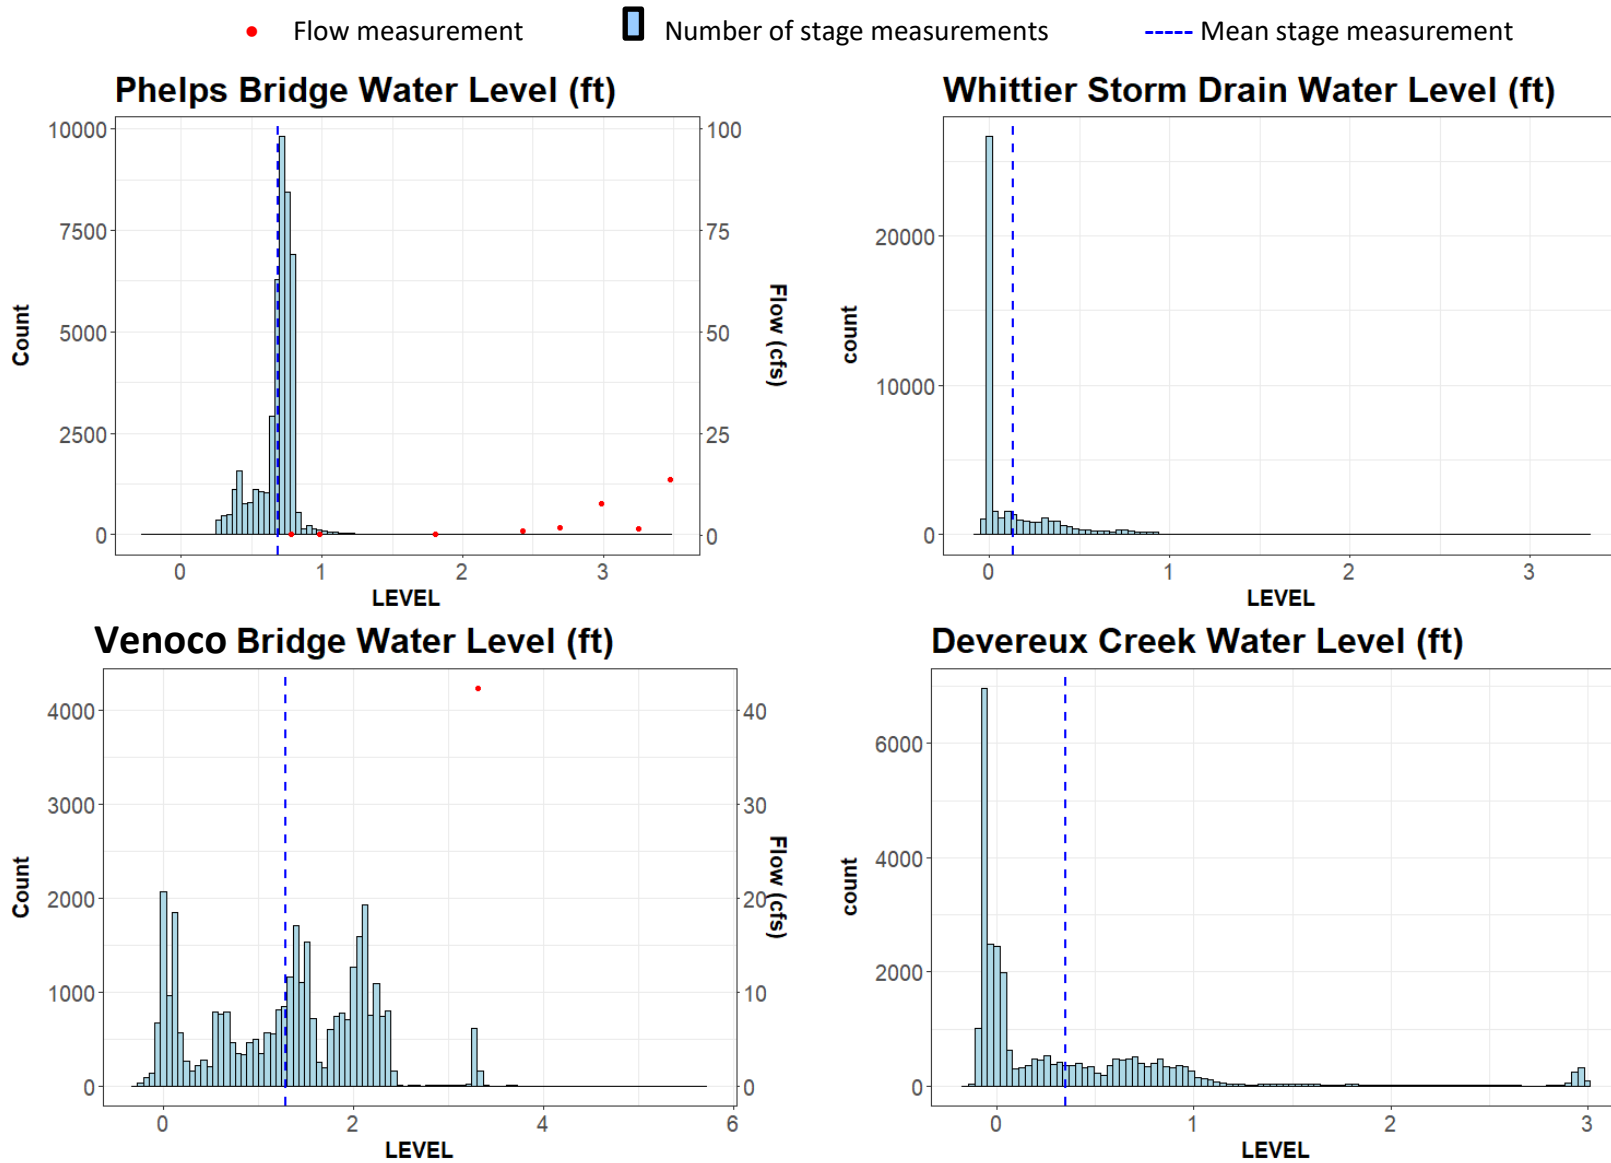 Flow measurement
Number of stage measurements
Mean stage measurement
Phelps Bridge Water Level (ft)
10000
7500
5000
2500
0
Count
100
75
50
25
0
Flow (cfs)
0 1 2 3
LEVEL
Whittier Storm Drain Water Level (ft)
20000
10000
0
count
0 1 2 3
LEVEL
Venoco Bridge Water Level (ft)
4000
3000
2000
1000
0
Count
40
30
20
10
0
Flow (cfs)
0 2 4 6
LEVEL
Devereux Creek Water Level (ft)
6000
4000
2000
0
count
0 1 2 3
LEVEL